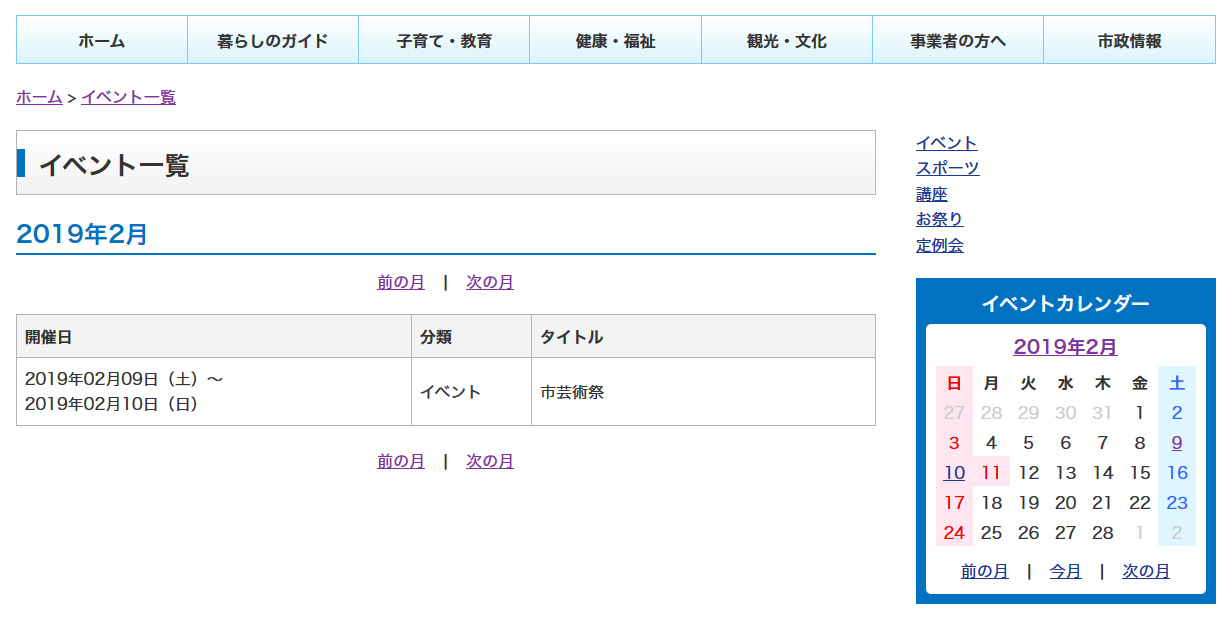 ホーム 暮らしのガイド 子育て・教育 健康・福祉 観光・文化 事業者の方へ 市政情報
ホーム > イベント一覧
イベント一覧
2019年2月
前の月 | 次の月
開催日 分類 タイトル
2019年02月09日（土）～
2019年02月10日（日）
イベント
市芸術祭
前の月 | 次の月
イベント
スポーツ
講座
お祭り
定例会
イベントカレンダー
2019年2月
日 月 火 水 木 金 土
27 28 29 30 31 1 2
3 4 5 6 7 8 9
10 11 12 13 14 15 16
17 18 19 20 21 22 23
24 25 26 27 28 1 2
前の月 | 今月 | 次の月